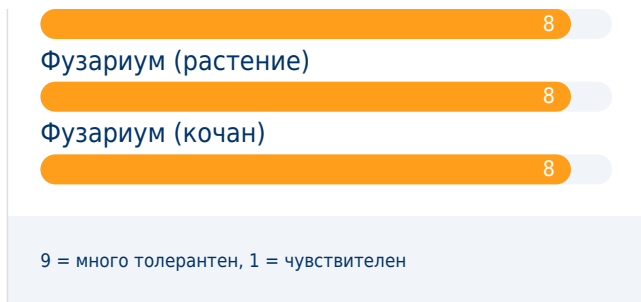 8
Фузариум (растение)
8
Фузариум (кочан)
8
9 = много толерантен, 1 = чувствителен